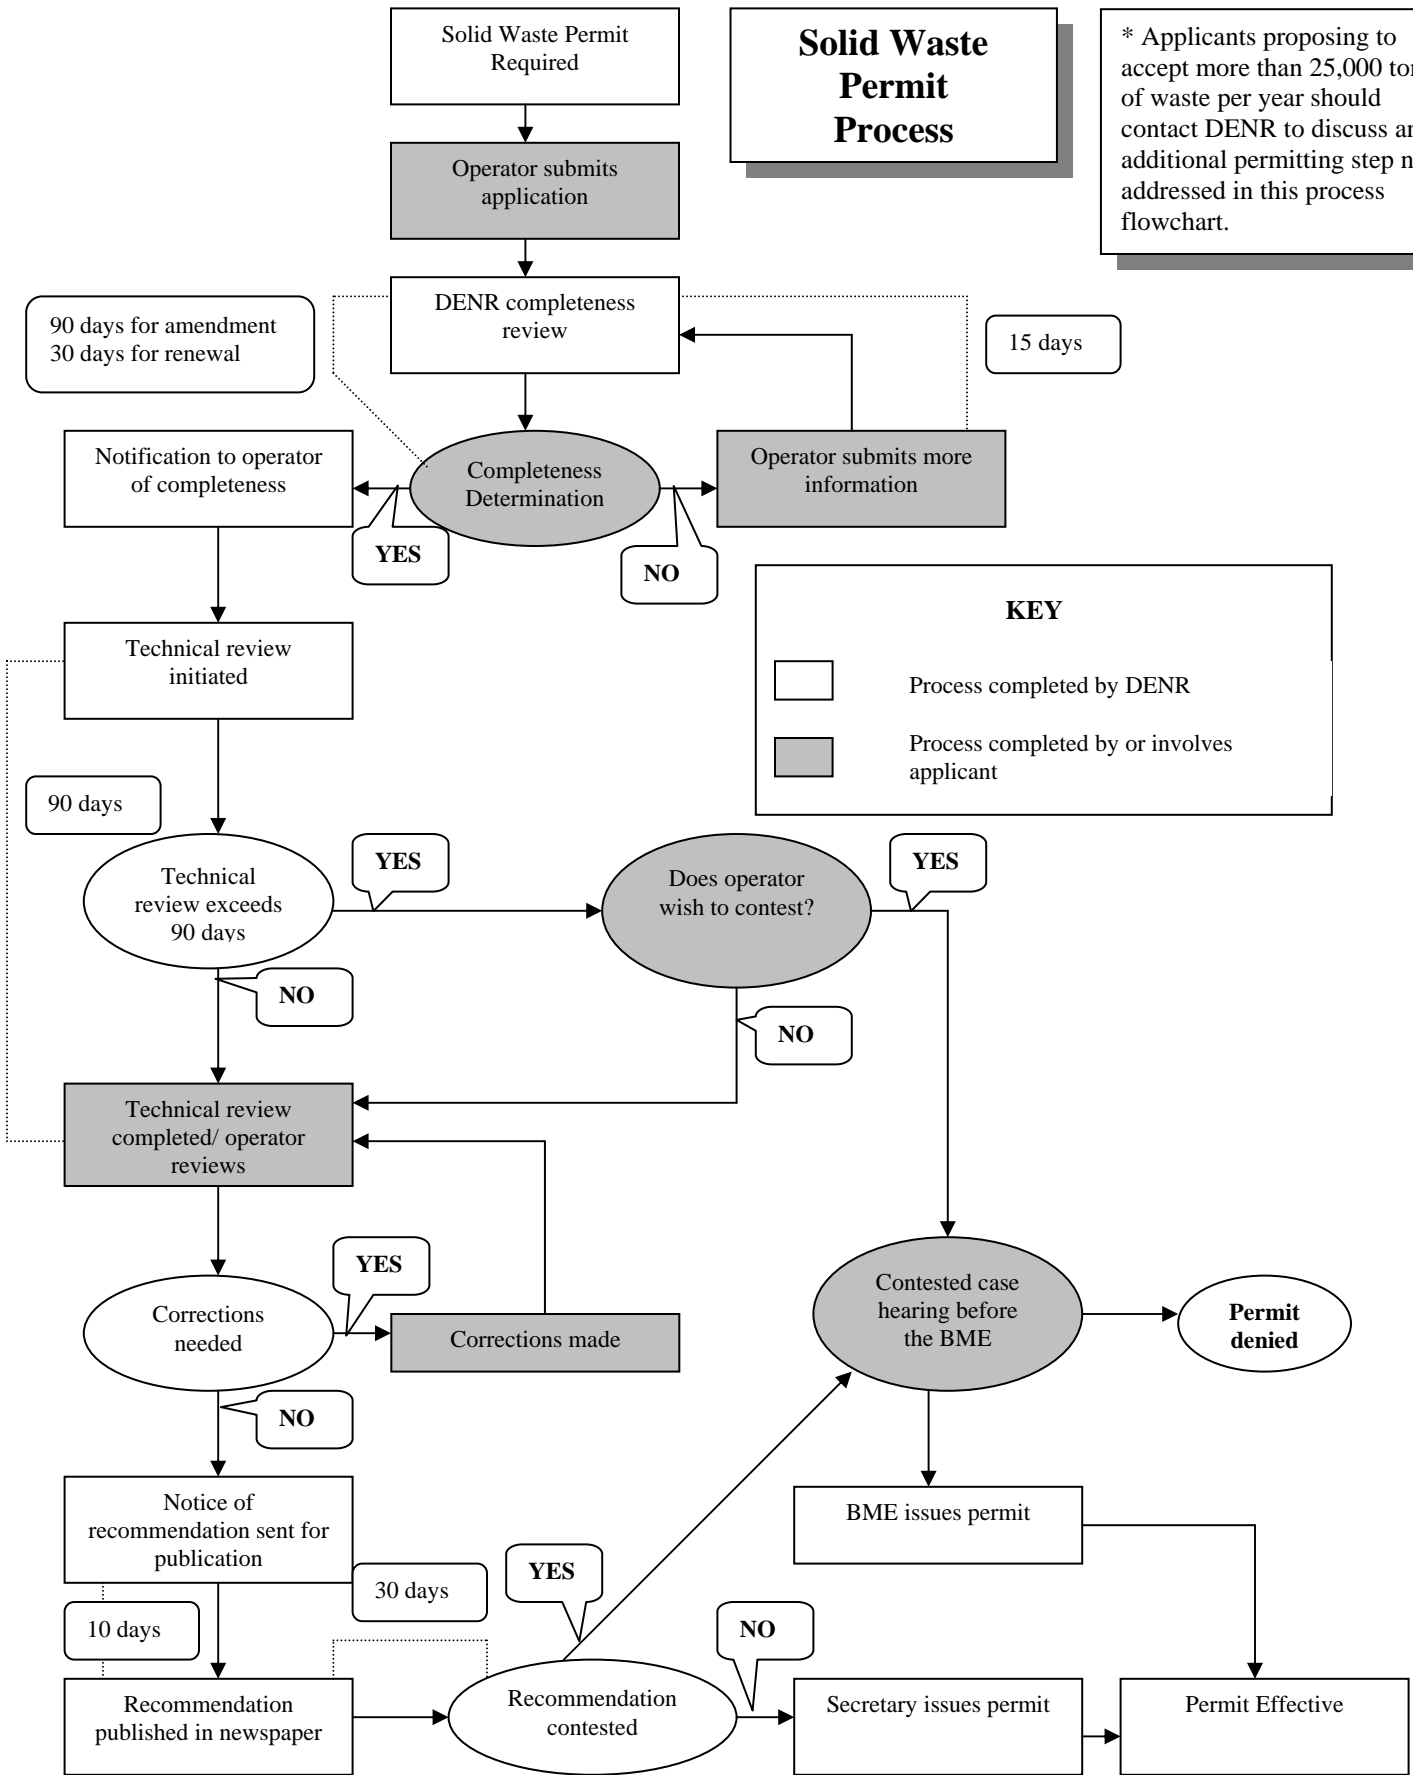 Solid Waste Permit
Required
Solid Waste
Permit
Process
* Applicants proposing to
accept more than 25,000
of waste per year should
contact DENR to discuss
additional permitting step
addressed in this process
flowchart.
Operator submits
application
DENR completeness
review
90 days for amendment
30 days for renewal
15 days
Notification to operator
of completeness
Completeness
Determination
Operator submits more
information
YES
NO
KEY
Process completed by DENR
Process completed by or involves
applicant
Technical review
initiated
90 days
Technical
review exceeds
90 days
YES
Does operator
wish to contest?
YES
NO
NO
Technical review
completed/ operator
reviews
Corrections
needed
YES
Corrections made
NO
Contested case
hearing before
the BME
Permit
denied
Notice of
recommendation sent for
publication
30 days
10 days
YES
BME issues permit
NO
Recommendation
published in newspaper
Recommendation
contested
Secretary issues permit
Permit Effective